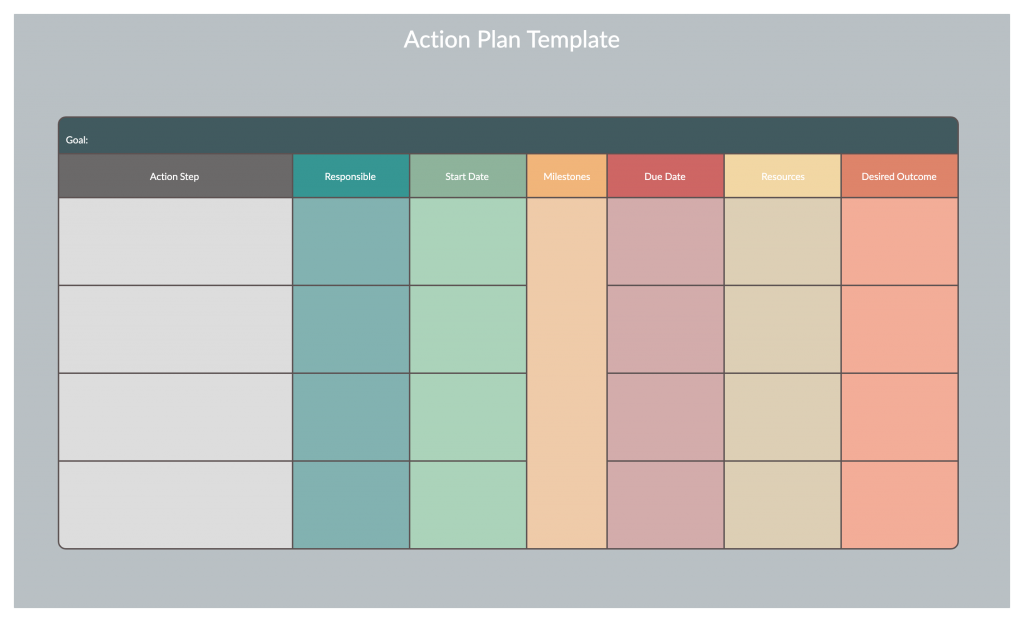 Action Plan Template
Goal:
Action Step
Responsible
Start Date
Milestones
Due Date
Resources
Desired Outcome